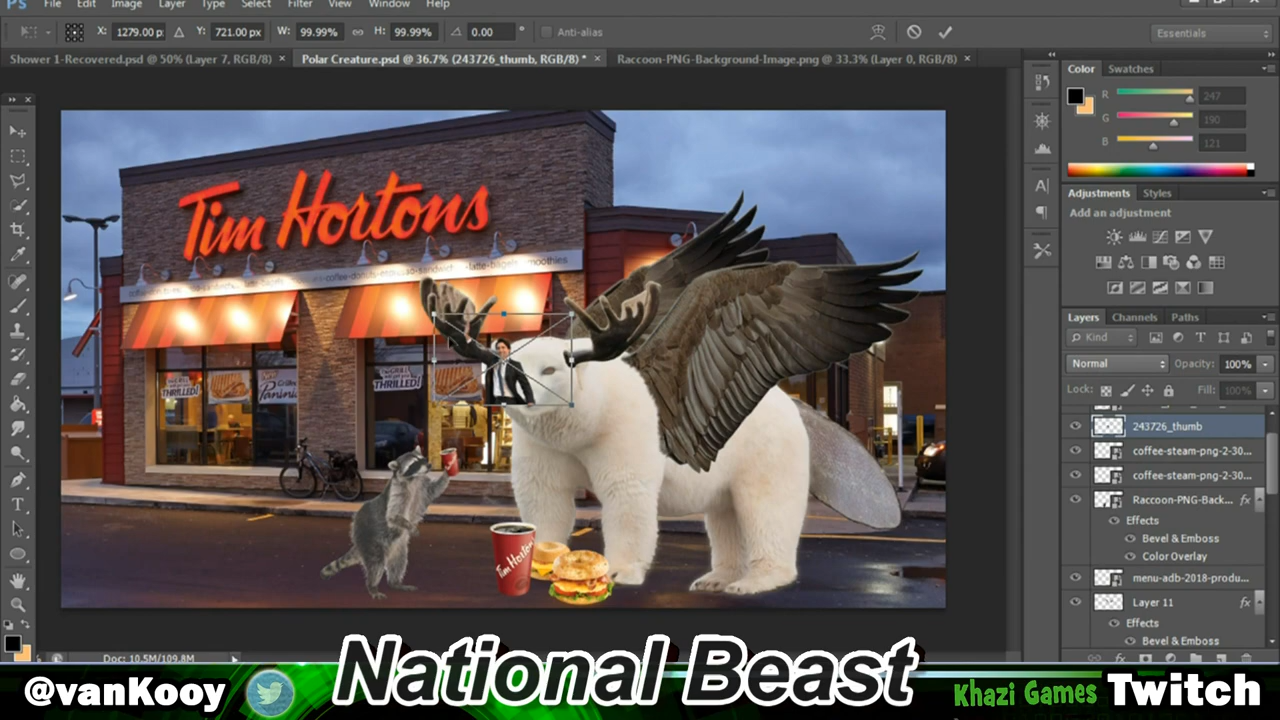 Ps File Edit Image Layer Type Select Filter View Window Help
X: 1279.00 p: Y: 721.00 px W: 99.99% H: 99.99% 0.00 ° Anti-alias Essentials
Shower 1-Recovered.psd @ 50% (Layer 7, RGB/8) × Polar Creature.psd @ 36.7% (243726_thumb, RGB/8) * × Raccoon-PNG-Background-Image.png @ 33.3% (Layer 0, RGB/8) ×
Color Swatches
R 247
G 190
B 121
Adjustments Styles
Add an adjustment
Layers Channels Paths
Kind
Normal Opacity: 100%
Lock: Fill: 100%
243726_thumb
coffee-steam-png-2-30...
coffee-steam-png-2-30...
Raccoon-PNG-Back... fx
Effects
Bevel & Emboss
Color Overlay
menu-adb-2018-produ...
Layer 11 fx
Effects
Bevel & Emboss
Tim Hortons
THRILLED!
Panini
THRILLED!
Tim Hortons
Doc: 10.5M/109.8M
National Beast
@vanKooy
Khazi Games Twitch